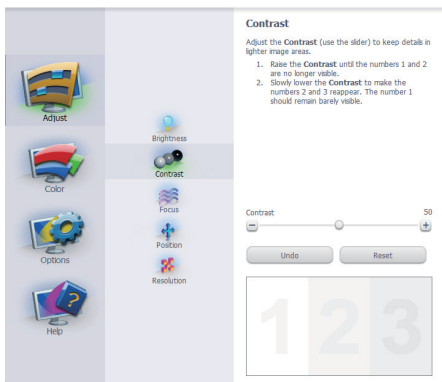 Adjust
Color
Options
Help
Brightness
Contrast
Focus
Position
Resolution
Contrast
Adjust the Contrast (use the slider) to keep details in
lighter image areas.
1. Raise the Contrast until the numbers 1 and 2
are no longer visible.
2. Slowly lower the Contrast to make the
numbers 2 and 3 reappear. The number 1
should remain barely visible.
Contrast 50
Undo Reset
1 2 3